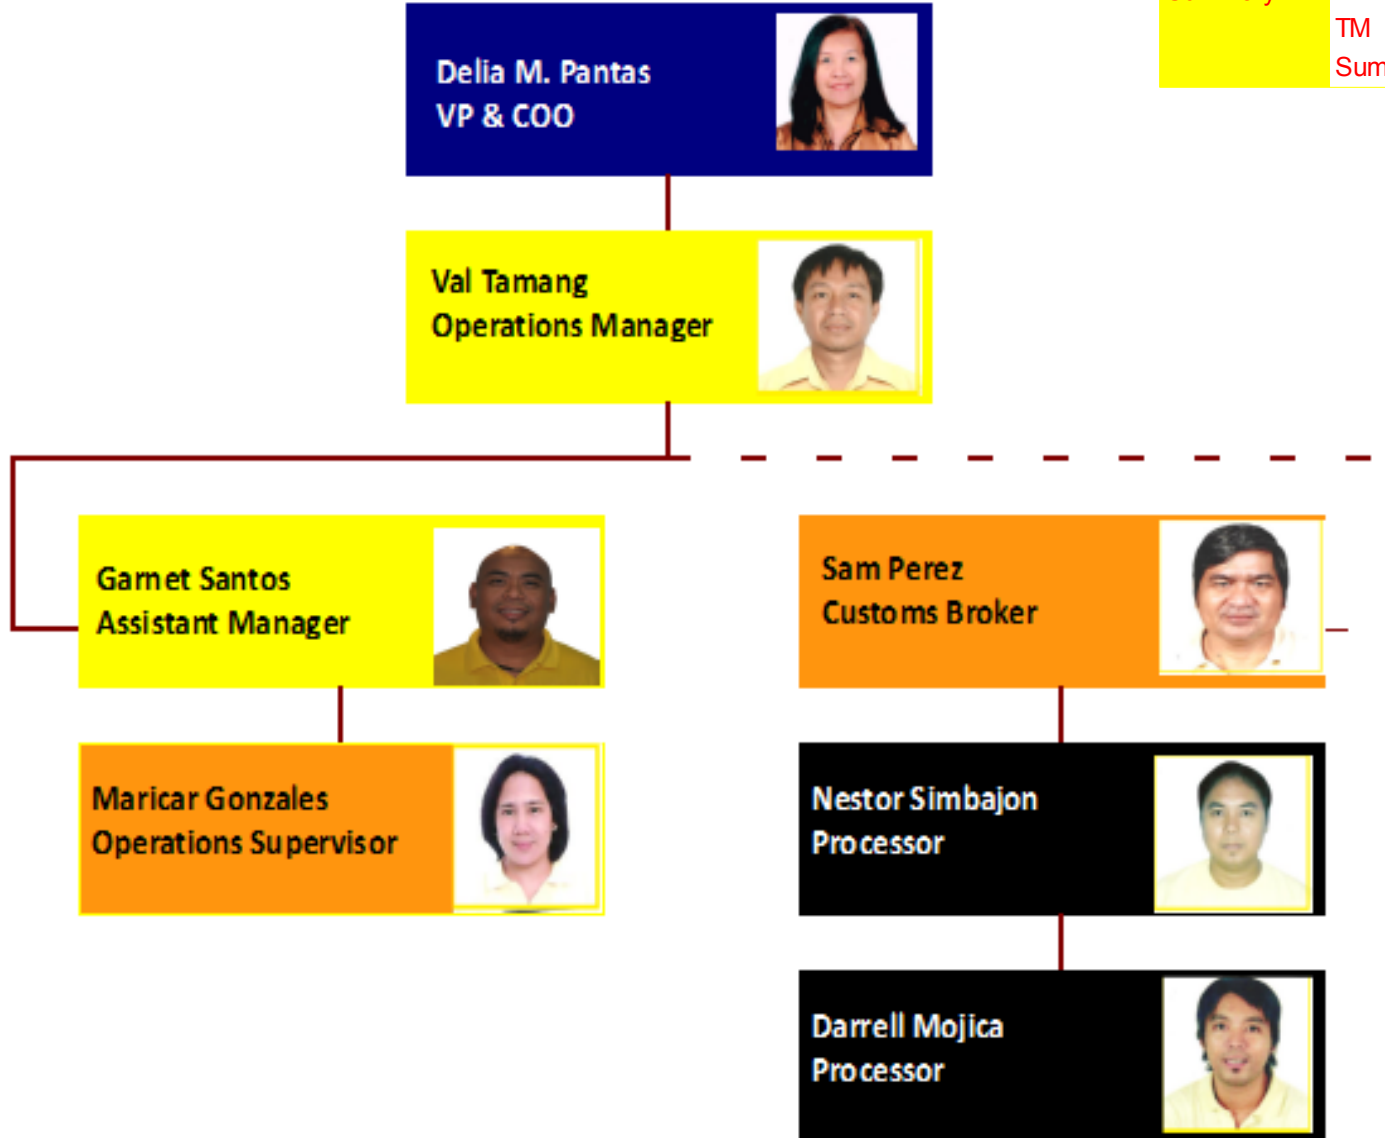 TM
Delia M. Pantas
VP & COO
Val Tamang
Operations Manager
Garnet Santos
Assistant Manager
Sam Perez
Customs Broker
Maricar Gonzales
Operations Supervisor
Nestor Simbajon
Processor
Darrell Mojica
Processor